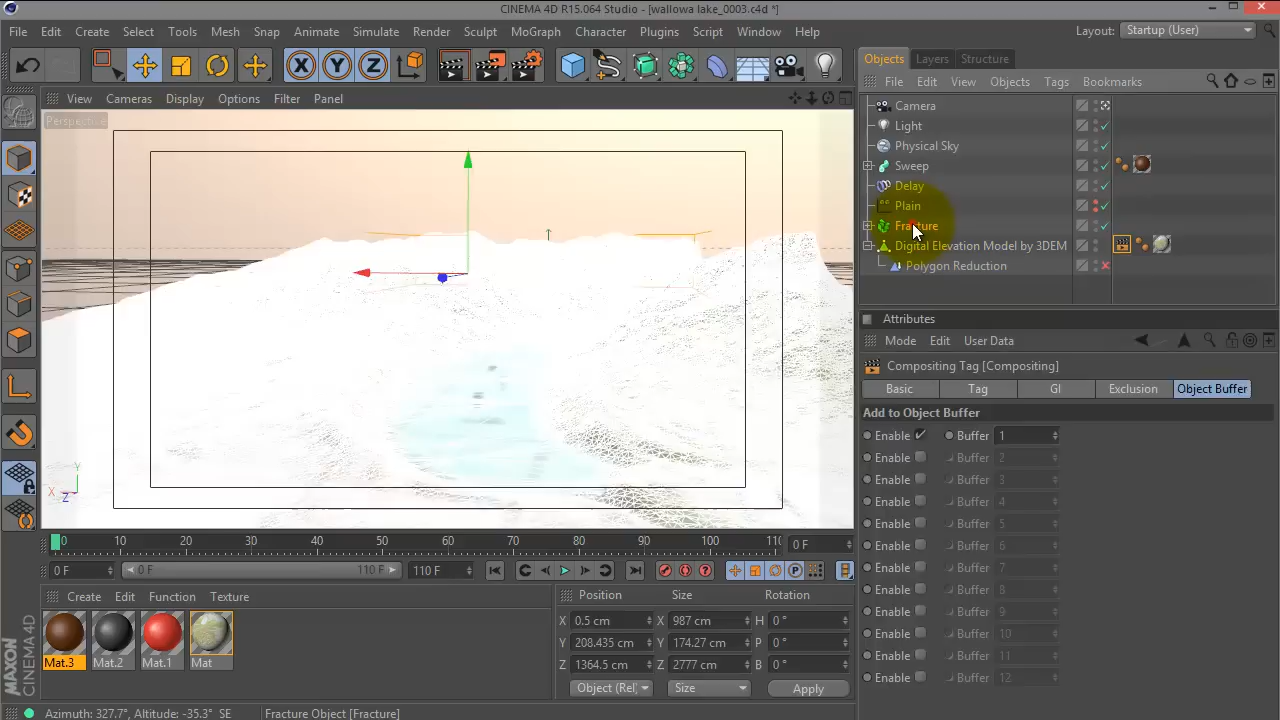 CINEMA 4D R15.064 Studio - [wallowa lake_0003.c4d *]
File Edit Create Select Tools Mesh Snap Animate Simulate Render Sculpt MoGraph Character Plugins Script Window Help
Layout: Startup (User)
Objects Layers Structure
File Edit View Objects Tags Bookmarks
View Cameras Display Options Filter Panel
Perspective
Camera
Light
Physical Sky
Sweep
Delay
Plain
Fracture
Digital Elevation Model by 3DEM
Polygon Reduction
Attributes
Mode Edit User Data
Compositing Tag [Compositing]
Basic Tag GI Exclusion Object Buffer
Add to Object Buffer
Enable Buffer 1
Enable Buffer 2
Enable Buffer 3
Enable Buffer 4
Enable Buffer 5
Enable Buffer 6
Enable Buffer 7
Enable Buffer 8
Enable Buffer 9
Enable Buffer 10
Enable Buffer 11
Enable Buffer 12
Y
X
Z
0 10 20 30 40 50 60 70 80 90 100 110 0 F
0 F 0 F 110 F 110 F
Create Edit Function Texture
Mat.3 Mat.2 Mat.1 Mat
Position Size Rotation
X 0.5 cm X 987 cm H 0 °
Y 208.435 cm Y 174.27 cm P 0 °
Z 1364.5 cm Z 2777 cm B 0 °
Object (Rel) Size Apply
MAXON
CINEMA 4D
Azimuth: 327.7°, Altitude: -35.3° SE Fracture Object [Fracture]